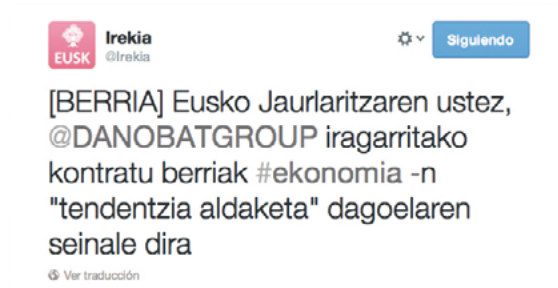 Irekia
@Irekia
EUSK
Siguiendo
[BERRIA] Eusko Jaurlaritzaren ustez,
@DANOBATGROUP iragarritako
kontratu berriak #ekonomia -n
"tendentzia aldaketa" dagoelaren
seinale dira
Ver traducción